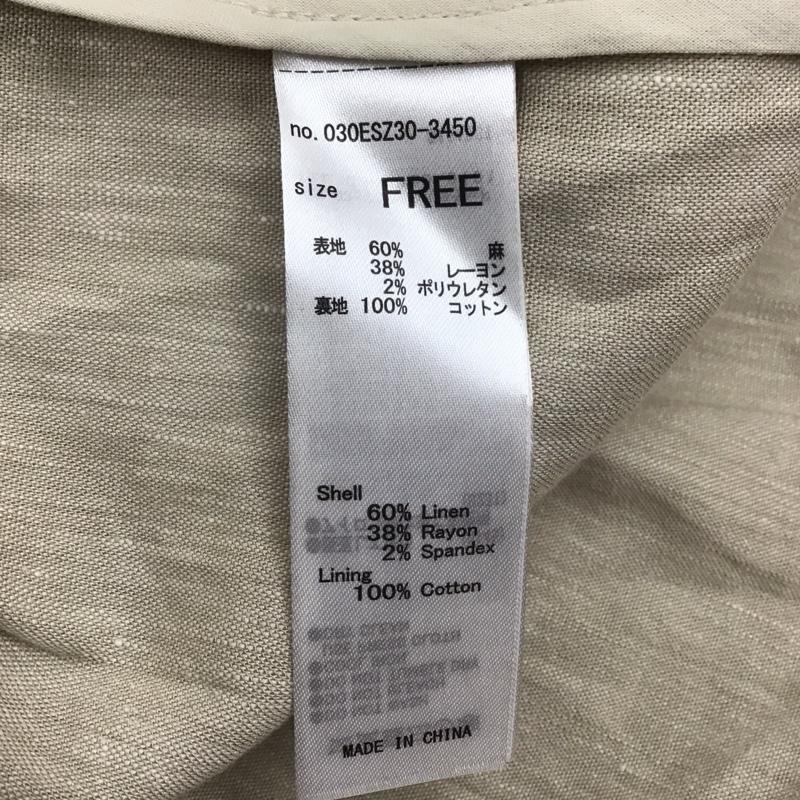 no.030ESZ30-3450
size FREE
表地 60% 麻
38% レーヨン
2% ポリウレタン
裏地 100% コットン
Shell
60% Linen
38% Rayon
2% Spandex
Lining
100% Cotton
MADE IN CHINA